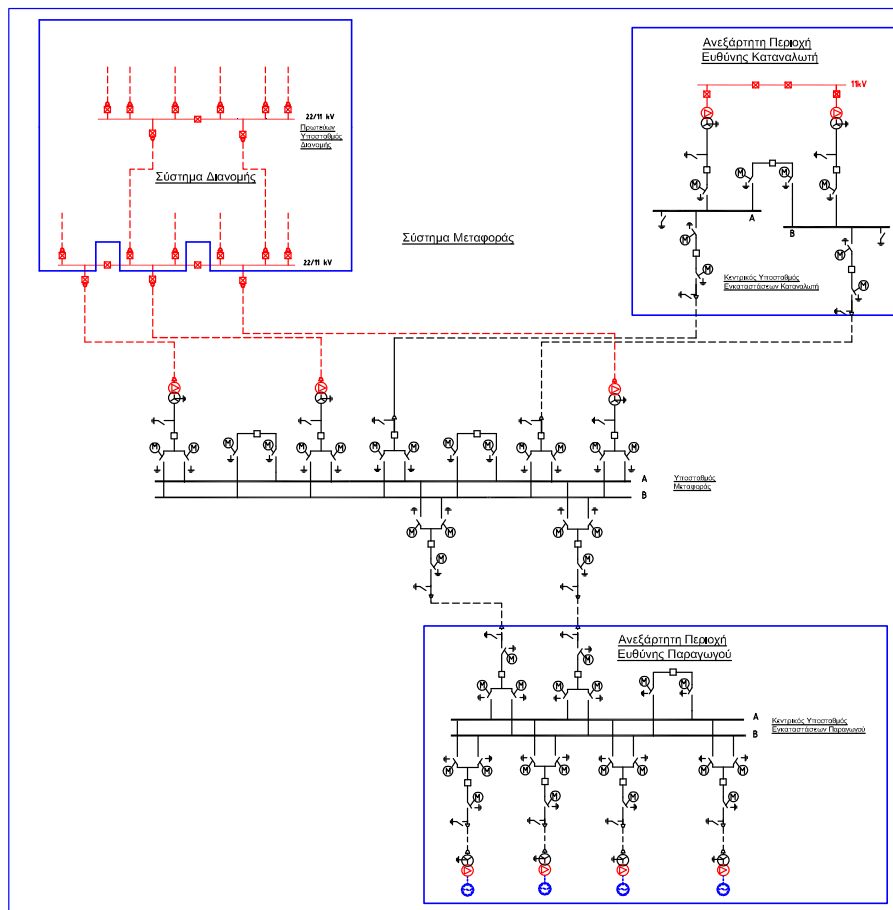 Ανεξάρτητη Περιοχή
Ευθύνης Καταναλωτή
11kV
22/11 kV
Πρωτεύων
Υποσταθμός
Διανομής
Σύστημα Διανομής
22/11 kV
Σύστημα Μεταφοράς
M
M
M
M
A
B
M
M
Κεντρικός Υποσταθμός
Εγκαταστάσεων Καταναλωτή
M
M
M
M
M
M
M
M
M
M
M
M
M
M
A
B
Υποσταθμός
Μεταφοράς
M
M
M
M
M
M
Ανεξάρτητη Περιοχή
Ευθύνης Παραγωγού
M
M
M
M
M
M
M
M
A
B
Κεντρικός Υποσταθμός
Εγκαταστάσεων Παραγωγού
M
M
M
M
M
M
M
M
M
M
M
M